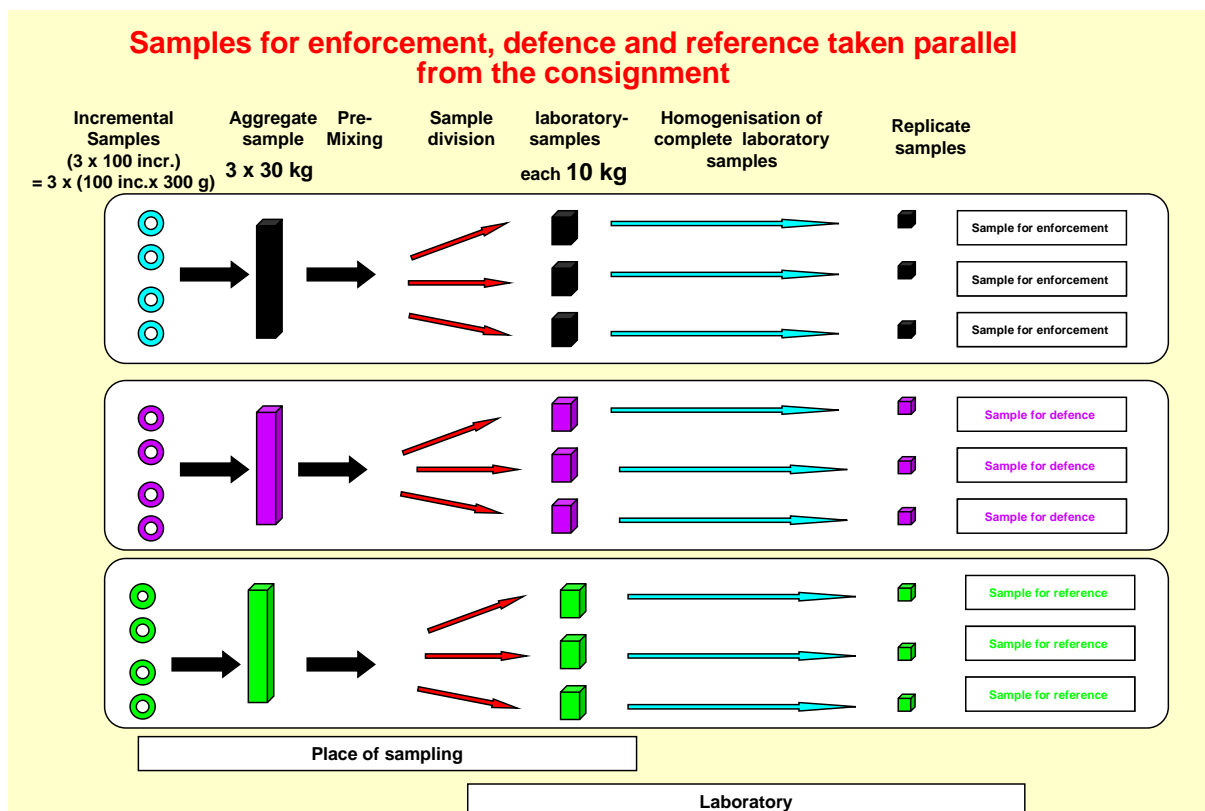 Samples for enforcement, defence and reference taken parallel
from the consignment
Incremental
Samples
(3 x 100 incr.)
= 3 x (100 inc.x 300 g)
Aggregate
sample
3 x 30 kg
Pre-
Mixing
Sample
division
laboratory-
samples
each 10 kg
Homogenisation of
complete laboratory
samples
Replicate
samples
Sample for enforcement
Sample for enforcement
Sample for enforcement
Sample for defence
Sample for defence
Sample for defence
Sample for reference
Sample for reference
Sample for reference
Place of sampling
Laboratory